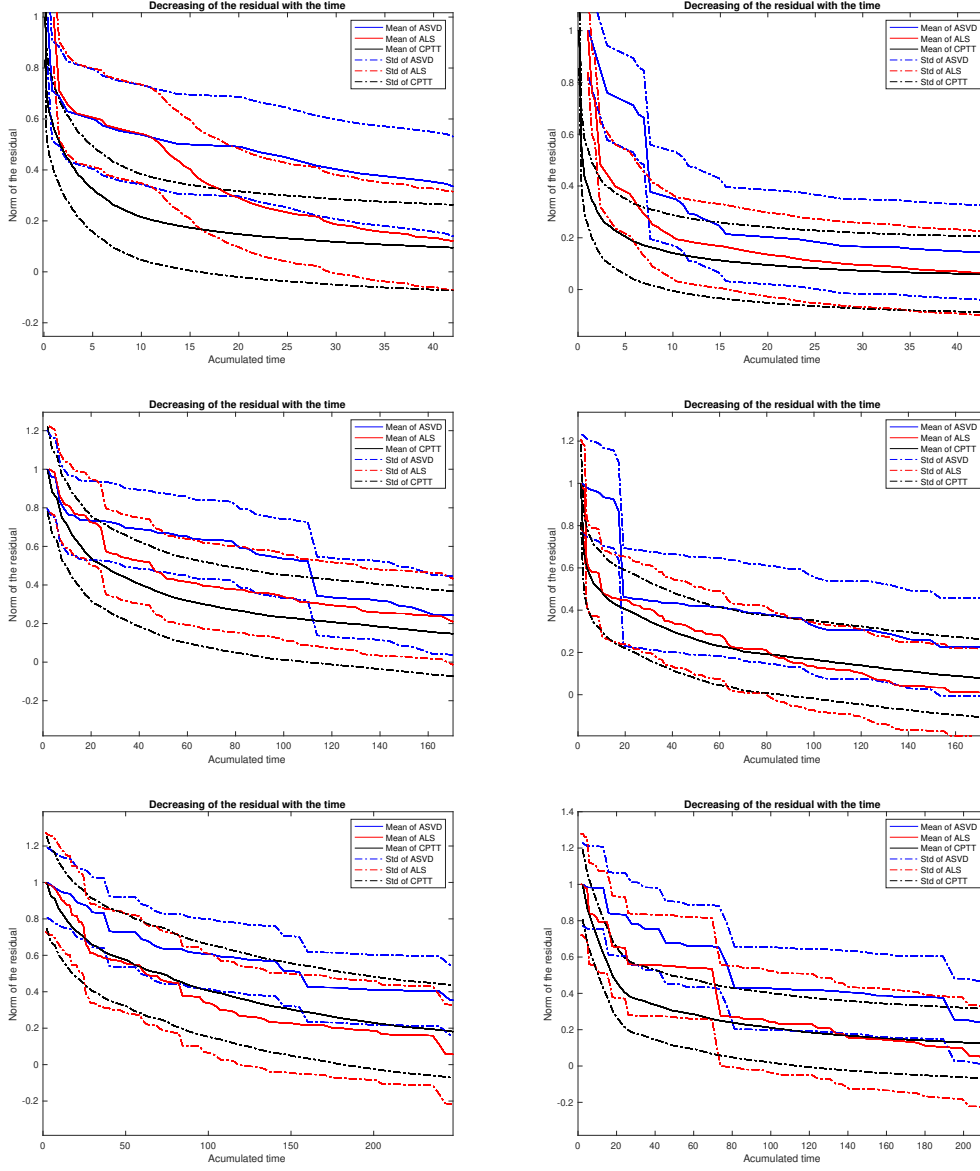 Decreasing of the residual with the time
Mean of ASVD
Mean of ALS
Mean of CPTT
Std of ASVD
Std of ALS
Std of CPTT
Norm of the residual
1
0.8
0.6
0.4
0.2
0
-0.2
0 5 10 15 20 25 30 35 40
Acumulated time
Decreasing of the residual with the time
Mean of ASVD
Mean of ALS
Mean of CPTT
Std of ASVD
Std of ALS
Std of CPTT
Norm of the residual
1
0.8
0.6
0.4
0.2
0
0 5 10 15 20 25 30 35 40
Acumulated time
Decreasing of the residual with the time
Mean of ASVD
Mean of ALS
Mean of CPTT
Std of ASVD
Std of ALS
Std of CPTT
Norm of the residual
1.2
1
0.8
0.6
0.4
0.2
0
-0.2
0 20 40 60 80 100 120 140 160
Acumulated time
Decreasing of the residual with the time
Mean of ASVD
Mean of ALS
Mean of CPTT
Std of ASVD
Std of ALS
Std of CPTT
Norm of the residual
1.2
1
0.8
0.6
0.4
0.2
0
0 20 40 60 80 100 120 140 160
Acumulated time
Decreasing of the residual with the time
Mean of ASVD
Mean of ALS
Mean of CPTT
Std of ASVD
Std of ALS
Std of CPTT
Norm of the residual
1.2
1
0.8
0.6
0.4
0.2
0
-0.2
0 50 100 150 200
Acumulated time
Decreasing of the residual with the time
Mean of ASVD
Mean of ALS
Mean of CPTT
Std of ASVD
Std of ALS
Std of CPTT
Norm of the residual
1.4
1.2
1
0.8
0.6
0.4
0.2
0
-0.2
0 20 40 60 80 100 120 140 160 180 200
Acumulated time